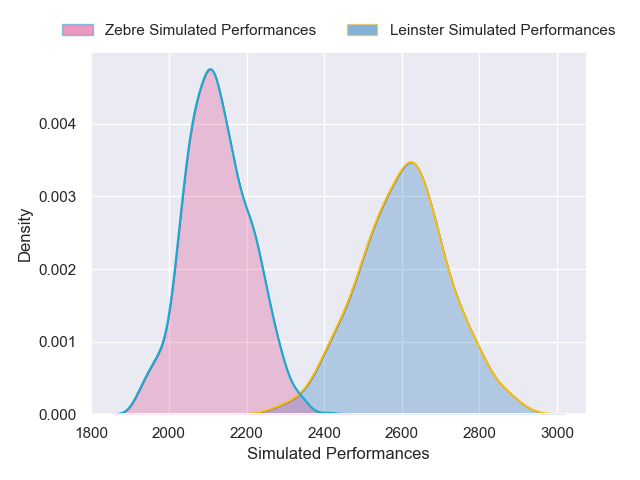 Zebre Simulated Performances Leinster Simulated Performances
0.004
0.003
0.002
0.001
0.000
Density
1800 2000 2200 2400 2600 2800 3000
Simulated Performances